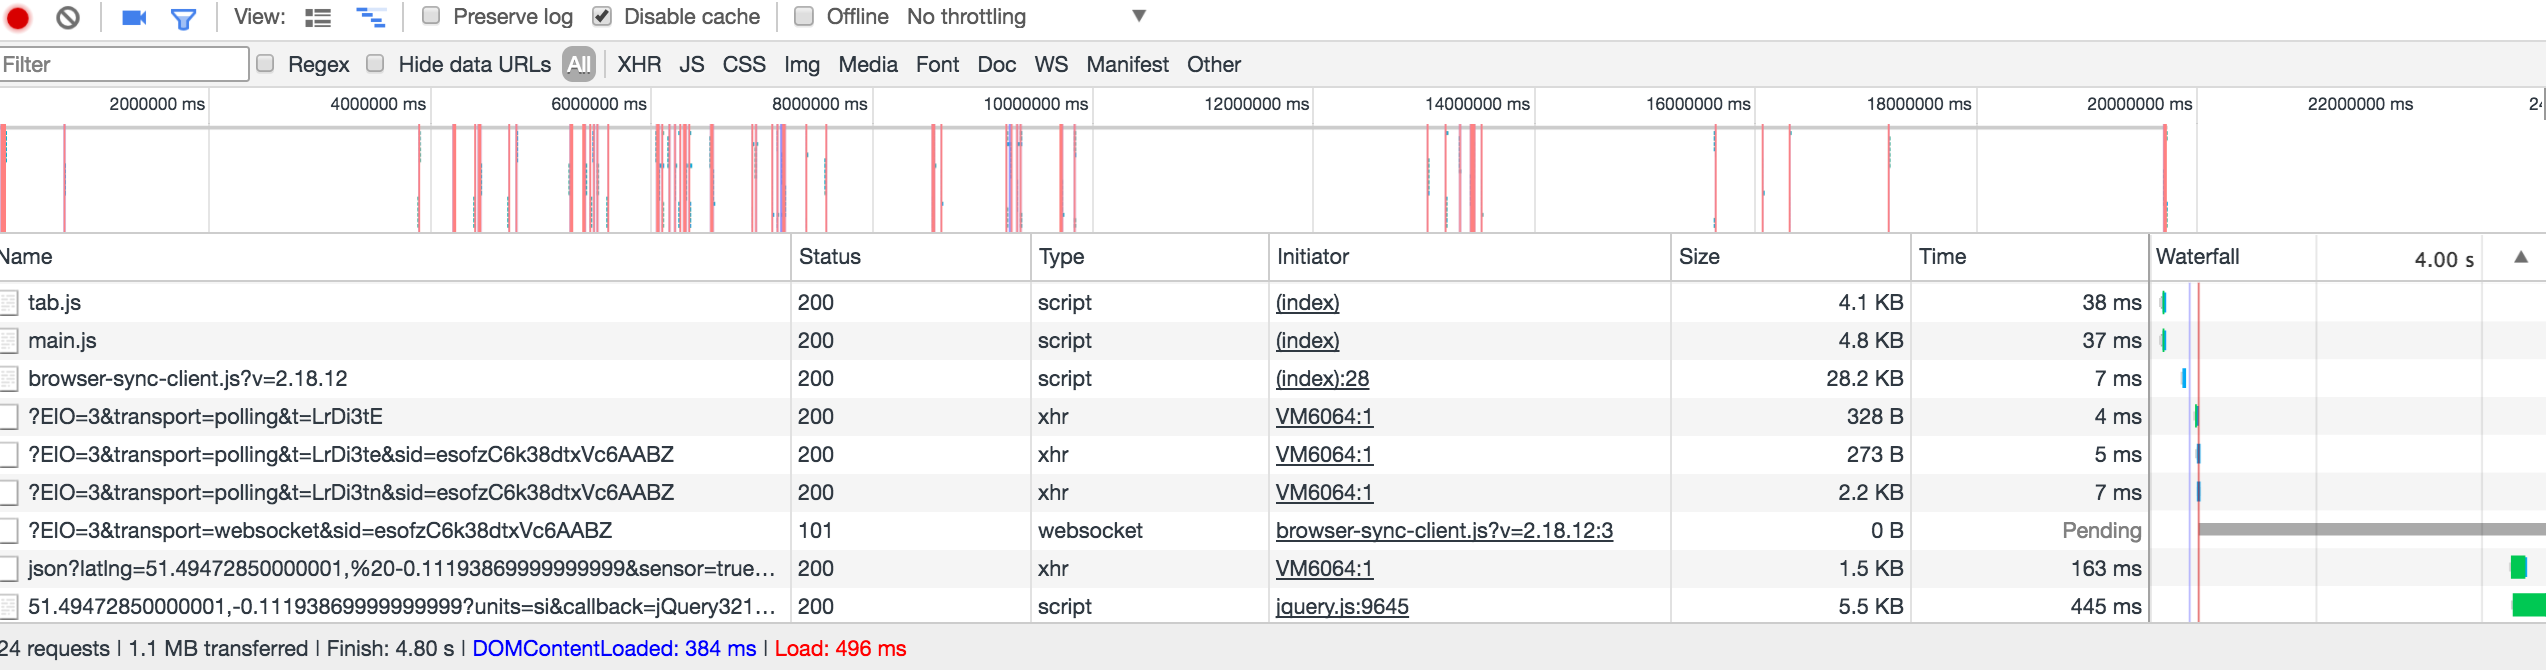 View: Preserve log Disable cache Offline No throttling
Filter Regex Hide data URLs All XHR JS CSS Img Media Font Doc WS Manifest Other
2000000 ms 4000000 ms 6000000 ms 8000000 ms 10000000 ms 12000000 ms 14000000 ms 16000000 ms 18000000 ms 20000000 ms 22000000 ms
Name Status Type Initiator Size Time Waterfall 4.00 s
tab.js 200 script (index) 4.1 KB 38 ms
main.js 200 script (index) 4.8 KB 37 ms
browser-sync-client.js?v=2.18.12 200 script (index):28 28.2 KB 7 ms
?EIO=3&transport=polling&t=LrDi3tE 200 xhr VM6064:1 328 B 4 ms
?EIO=3&transport=polling&t=LrDi3te&sid=esofzC6k38dtxVc6AABZ 200 xhr VM6064:1 273 B 5 ms
?EIO=3&transport=polling&t=LrDi3tn&sid=esofzC6k38dtxVc6AABZ 200 xhr VM6064:1 2.2 KB 7 ms
?EIO=3&transport=websocket&sid=esofzC6k38dtxVc6AABZ 101 websocket browser-sync-client.js?v=2.18.12:3 0 B Pending
json?latlng=51.49472850000001,%20-0.11193869999999999&sensor=true... 200 xhr VM6064:1 1.5 KB 163 ms
51.49472850000001,-0.11193869999999999?units=si&callback=jQuery321... 200 script jquery.js:9645 5.5 KB 445 ms
24 requests | 1.1 MB transferred | Finish: 4.80 s | DOMContentLoaded: 384 ms | Load: 496 ms